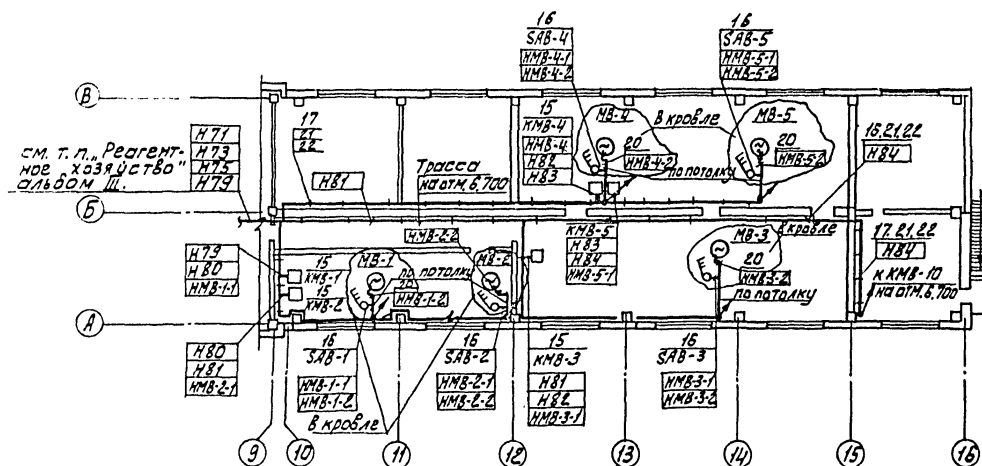 16
SAB-4
НМВ-4-1
НМВ-4-2
16
SAB-5
НМВ-5-1
НМВ-5-2
В
17
21
22
15
КМВ-4
НМВ-4
Н82
Н83
МВ-4
В кровле
МВ-5
20
НМВ-4-2
20
НМВ-5-2
по потолку
16,21,22
Н84
см. т.п. „Реагент-
ное хозяйство"
альбом III.
Н71
Н73
Н75
Н79
Н81
Трасса
на отм. 6,700
Б
НМВ-2-2
КМВ-5
Н83
Н84
НМВ-5-1
МВ-3
в кровле
17,21,22
Н84
к КМВ-10
на отм. 6,700
Н79
Н80
НМВ-1-1
15
КМВ-1
15
КМВ-2
МВ-1
по потолку
20
НМВ-1-2
МВ-2
20
НМВ-3-2
по потолку
А
Н80
Н81
НМВ-2-1
16
SAB-1
НМВ-1-1
НМВ-1-2
В кровле
16
SAB-2
НМВ-2-1
НМВ-2-2
15
КМВ-3
Н81
Н82
НМВ-3-1
16
SAB-3
НМВ-3-1
НМВ-3-2
9
10
11
12
13
14
15
16